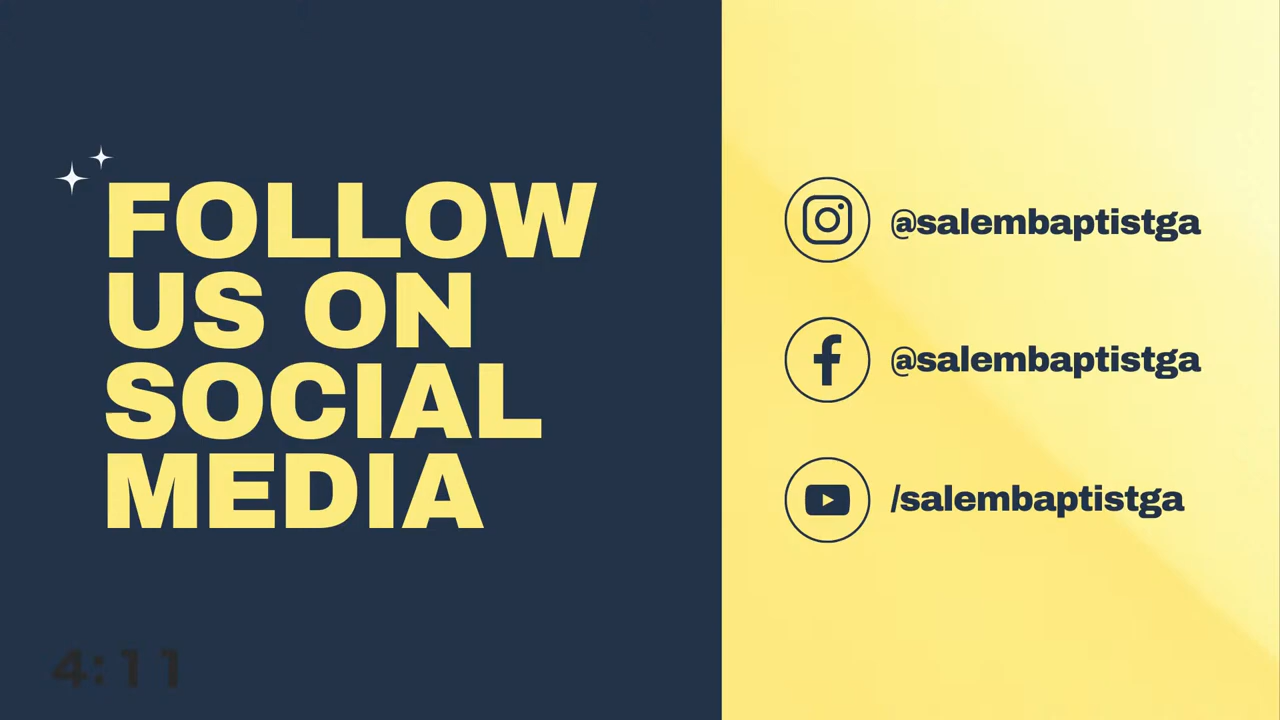 FOLLOW
US ON
SOCIAL
MEDIA
@salembaptistga
@salembaptistga
/salembaptistga
4:11